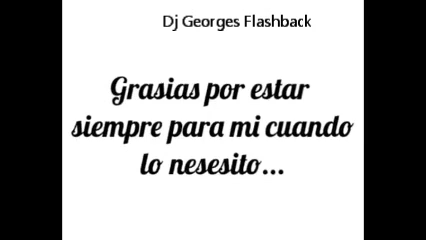 Dj Georges Flashback
Grasias por estar
siempre para mi cuando
lo nesesito...